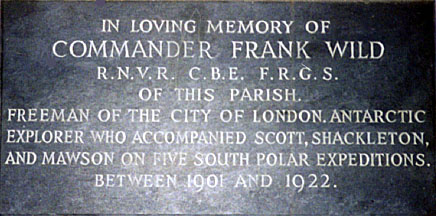 IN LOVING MEMORY OF
COMMANDER FRANK WILD
R.N.V.R. C.B.E. F.R.G.S.
OF THIS PARISH.
FREEMAN OF THE CITY OF LONDON. ANTARCTIC
EXPLORER WHO ACCOMPANIED SCOTT, SHACKLETON,
AND MAWSON ON FIVE SOUTH POLAR EXPEDITIONS.
BETWEEN 1901 AND 1922.